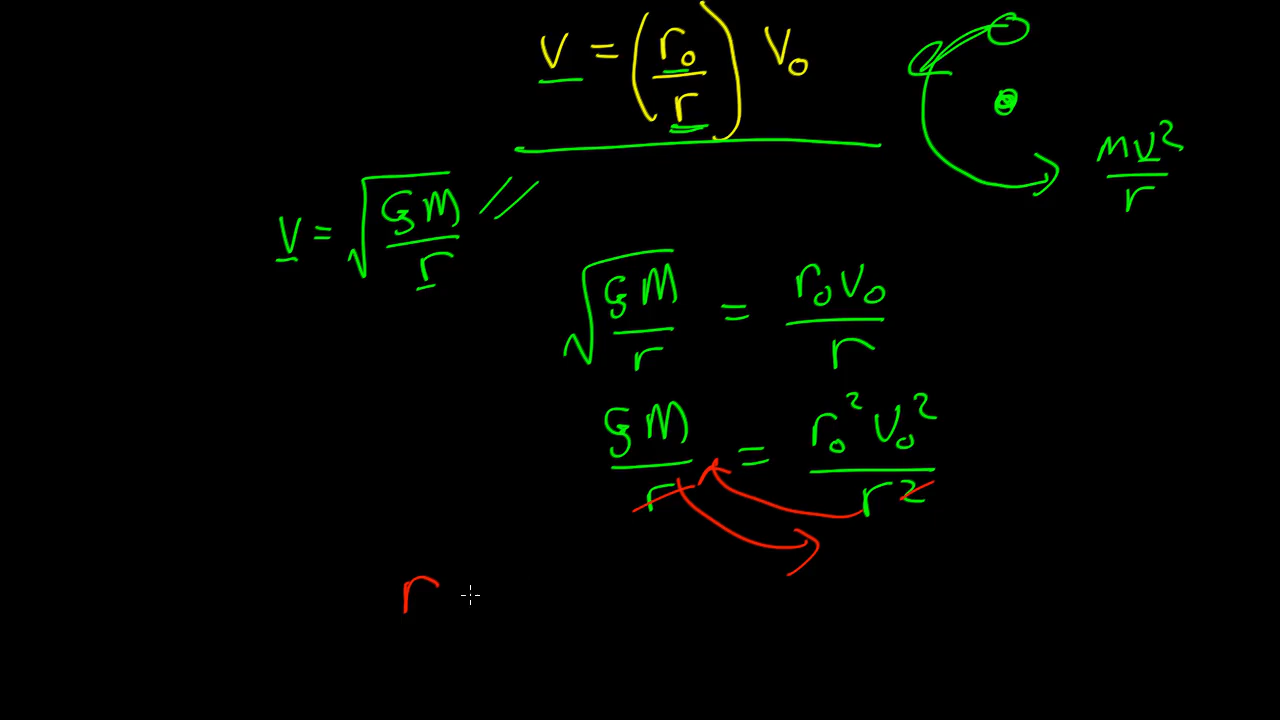 v = (r₀/r) v₀
mv²/r
v = √(GM/r)
√(GM/r) = r₀v₀/r
GM/r = r₀²v₀²/r²
r